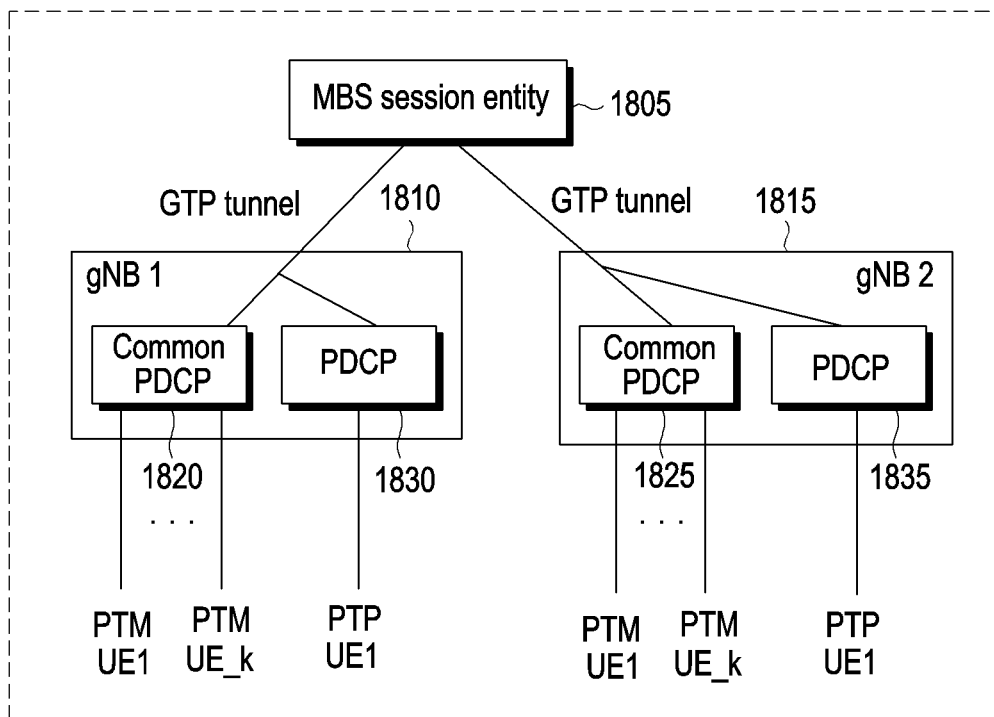 MBS session entity
1805
GTP tunnel
1810
GTP tunnel
1815
gNB 1
gNB 2
Common
PDCP
PDCP
Common
PDCP
PDCP
1820
1830
1825
1835
. . .
. . .
PTM
UE1
PTM
UE_k
PTP
UE1
PTM
UE1
PTM
UE_k
PTP
UE1